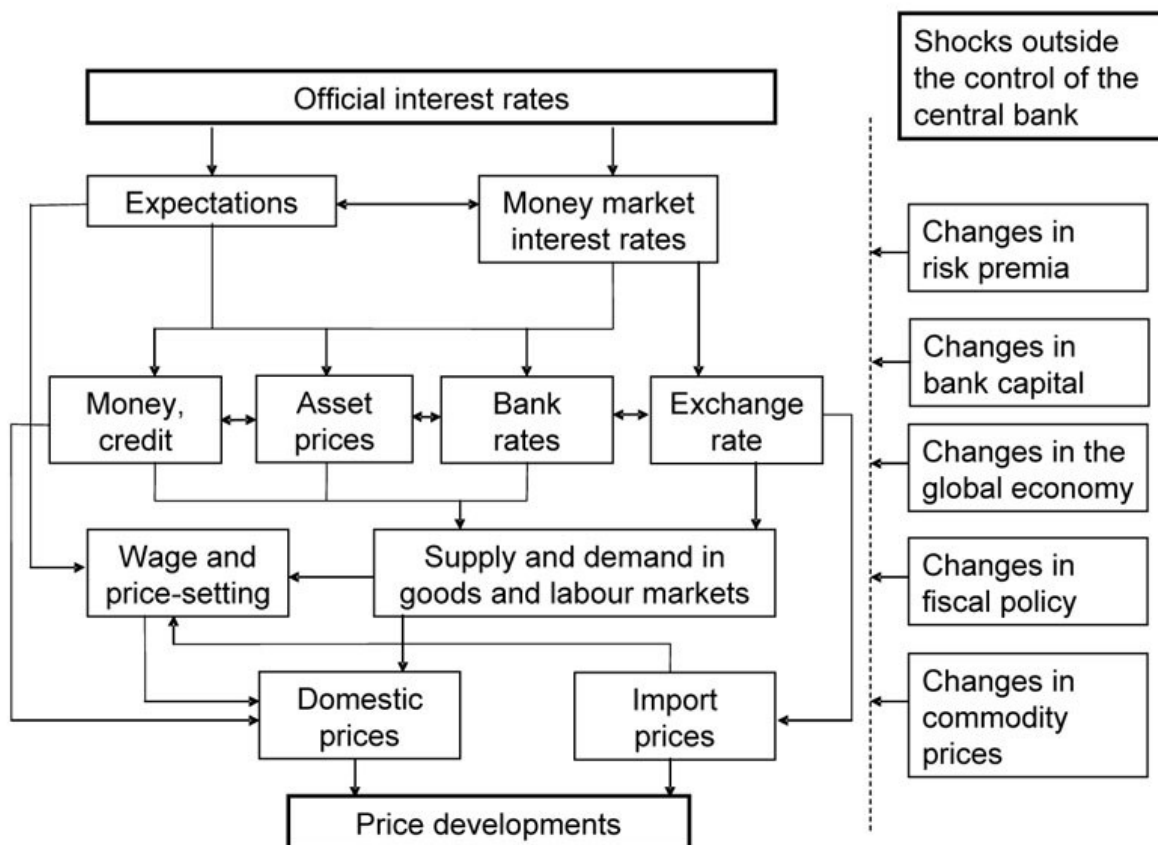 Official interest rates
Expectations
Money market
interest rates
Money,
credit
Asset
prices
Bank
rates
Exchange
rate
Wage and
price-setting
Supply and demand in
goods and labour markets
Domestic
prices
Import
prices
Price developments
Shocks outside
the control of the
central bank
Changes in
risk premia
Changes in
bank capital
Changes in the
global economy
Changes in
fiscal policy
Changes in
commodity
prices